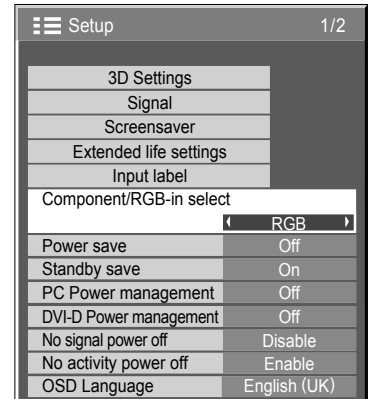 Setup 1/2
3D Settings
Signal
Screensaver
Extended life settings
Input label
Component/RGB-in select
RGB
Power save Off
Standby save On
PC Power management Off
DVI-D Power management Off
No signal power off Disable
No activity power off Enable
OSD Language English (UK)